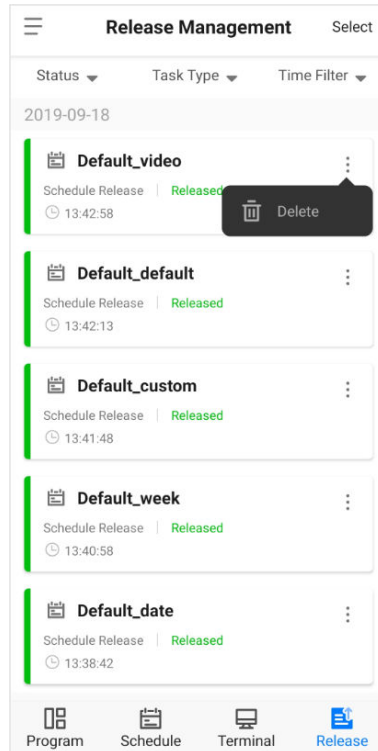 Release Management Select
Status Task Type Time Filter
2019-09-18
Default_video
Schedule Release Released
Delete
13:42:58
Default_default
Schedule Release Released
13:42:13
Default_custom
Schedule Release Released
13:41:48
Default_week
Schedule Release Released
13:40:58
Default_date
Schedule Release Released
13:38:42
Program Schedule Terminal Release